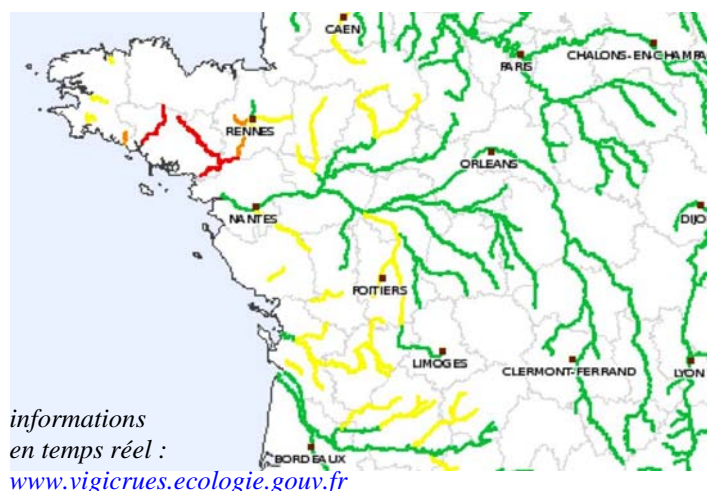 CAEN
PARIS
CHALONS-EN-CHAMPA
RENNES
ORLEANS
NANTES
DIJO
POITIERS
LIMOGES
CLERMONT-FERRAND
LYON
informations
en temps réel :
BORDEAUX
www.vigicrues.ecologie.gouv.fr